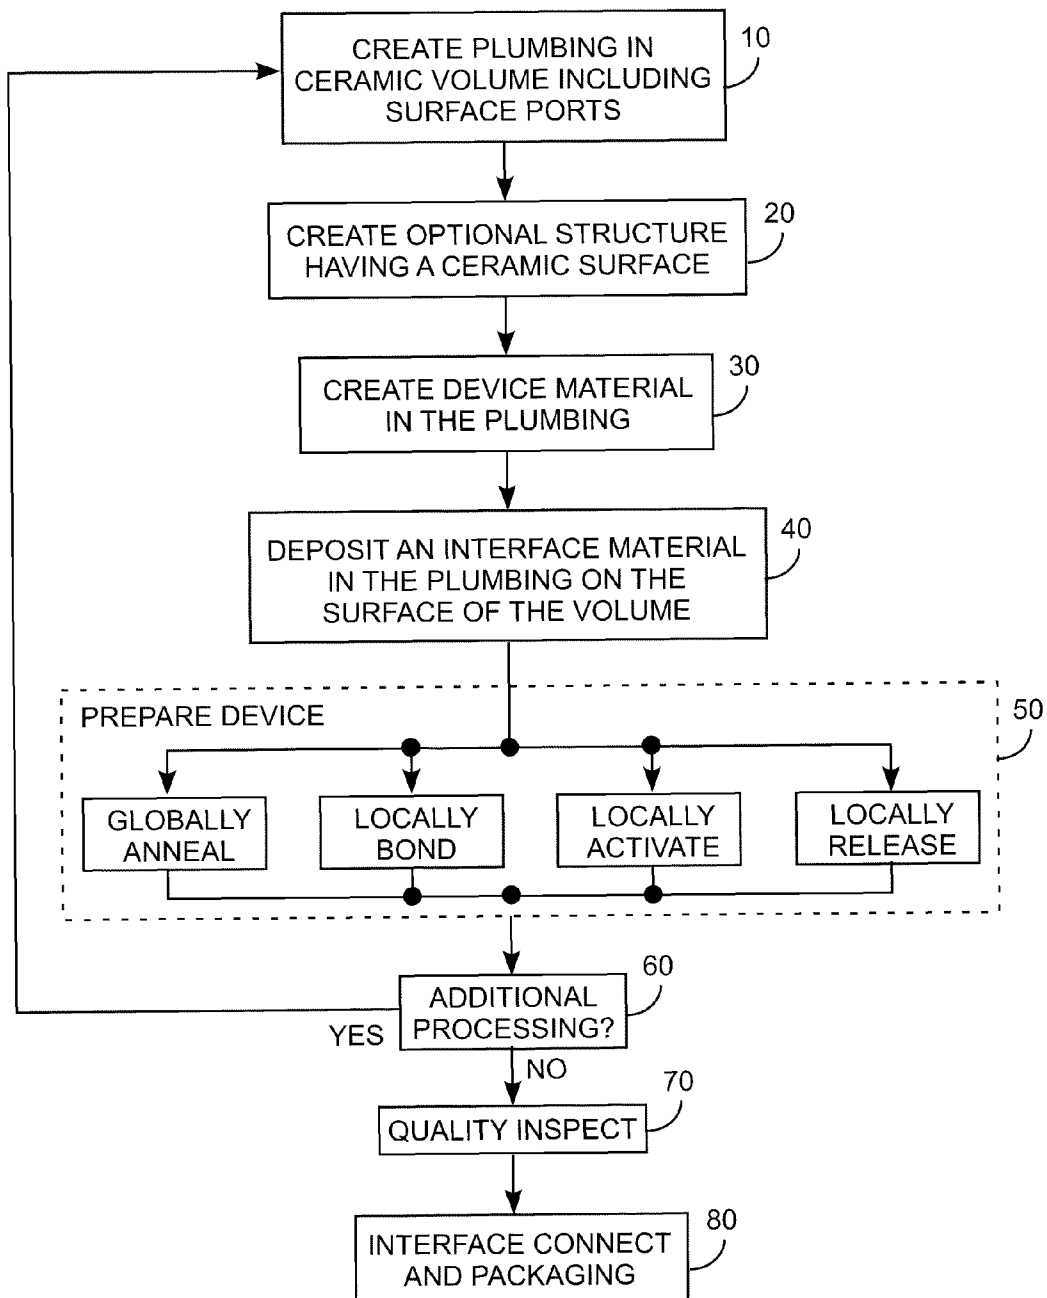 CREATE PLUMBING IN
CERAMIC VOLUME INCLUDING
SURFACE PORTS
10
CREATE OPTIONAL STRUCTURE
HAVING A CERAMIC SURFACE
20
CREATE DEVICE MATERIAL
IN THE PLUMBING
30
DEPOSIT AN INTERFACE MATERIAL
IN THE PLUMBING ON THE
SURFACE OF THE VOLUME
40
PREPARE DEVICE
50
GLOBALLY
ANNEAL
LOCALLY
BOND
LOCALLY
ACTIVATE
LOCALLY
RELEASE
ADDITIONAL
PROCESSING?
60
YES
NO
QUALITY INSPECT
70
INTERFACE CONNECT
AND PACKAGING
80